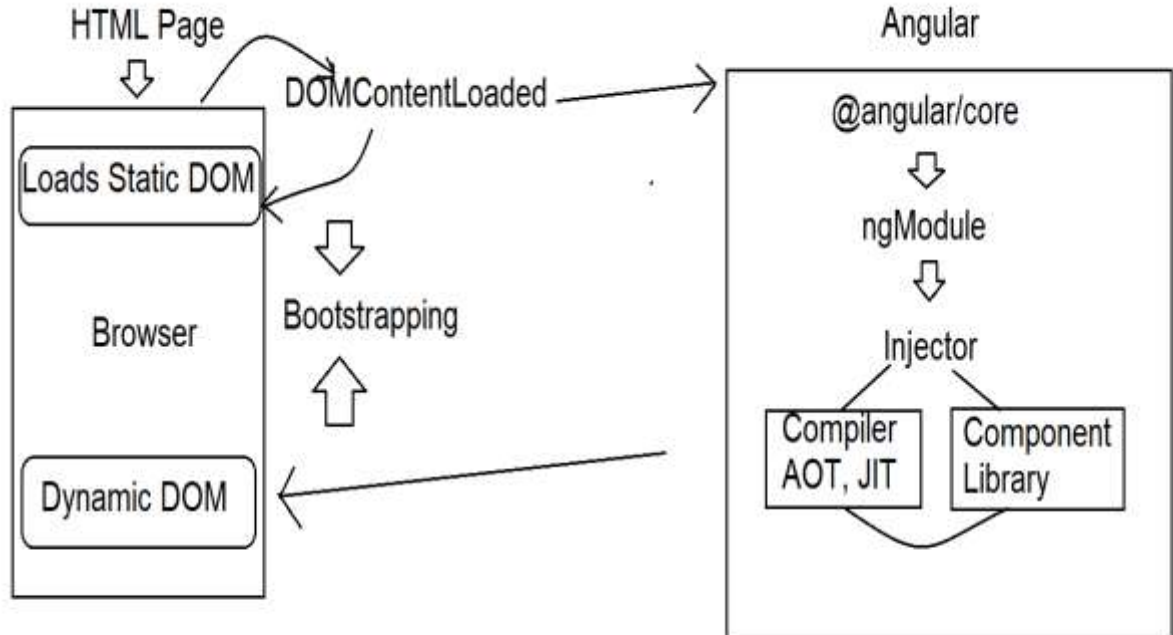 HTML Page
DOMContentLoaded
Loads Static DOM
Browser
Bootstrapping
Dynamic DOM
Angular
@angular/core
ngModule
Injector
Compiler
AOT, JIT
Component
Library